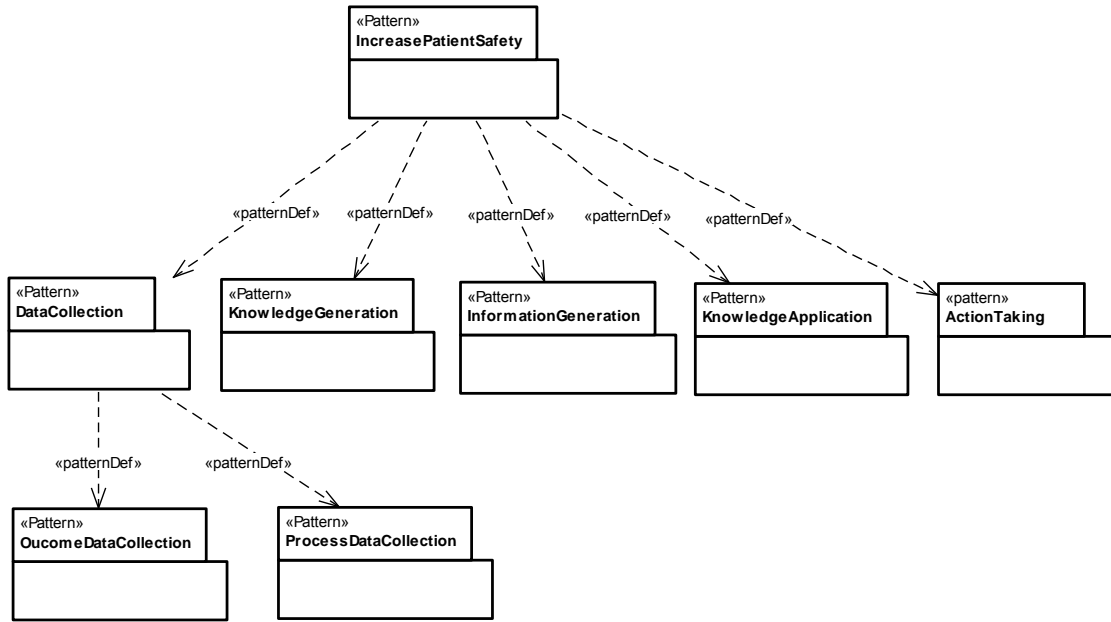 «Pattern»
IncreasePatientSafety
«patternDef»
«patternDef»
«patternDef»
«patternDef»
«patternDef»
«Pattern»
DataCollection
«Pattern»
KnowledgeGeneration
«Pattern»
InformationGeneration
«Pattern»
KnowledgeApplication
«pattern»
ActionTaking
«patternDef»
«patternDef»
«Pattern»
OucomeDataCollection
«Pattern»
ProcessDataCollection